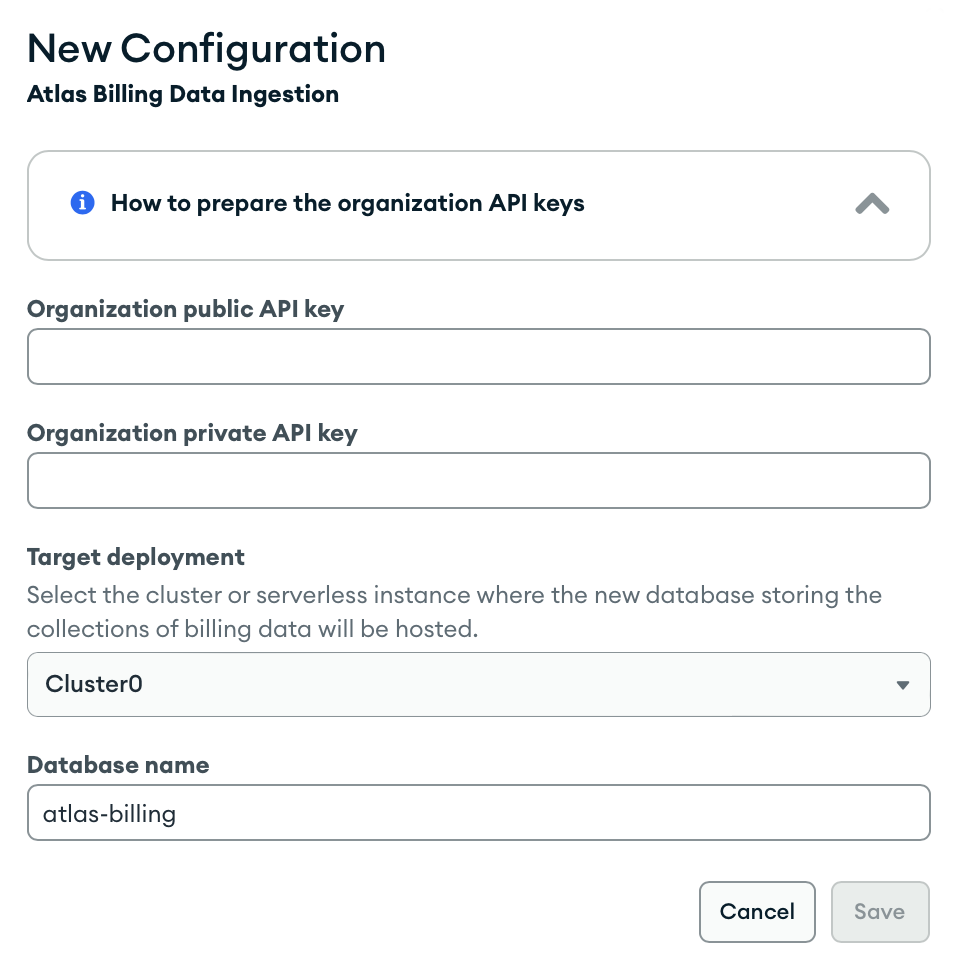 New Configuration
Atlas Billing Data Ingestion
How to prepare the organization API keys
Organization public API key
Organization private API key
Target deployment
Select the cluster or serverless instance where the new database storing the
collections of billing data will be hosted.
Cluster0
Database name
atlas-billing
Cancel Save